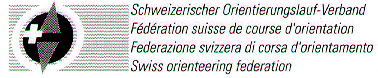 Schweizerischer Orientierungslauf-Verband
Fédération suisse de course d'orientation
Federazione svizzera di corsa d'orientamento
Swiss orienteering federation